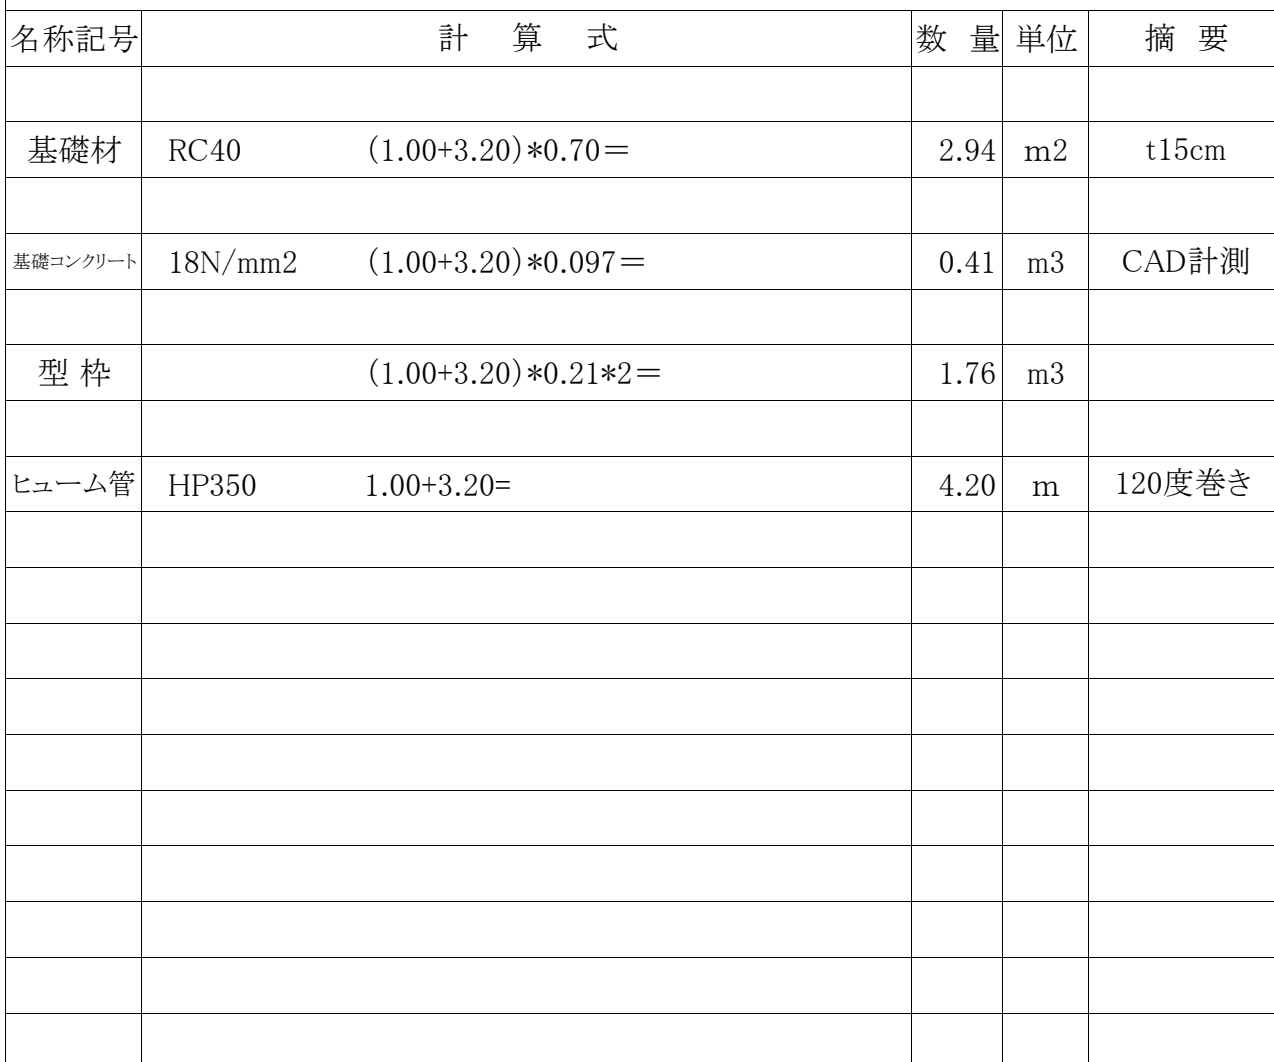 名称記号 計 算 式 数 量 単位 摘 要
基礎材 RC40 (1.00+3.20)*0.70＝ 2.94 m2 t15cm
基礎コンクリート 18N/mm2 (1.00+3.20)*0.097＝ 0.41 m3 CAD計測
型 枠 (1.00+3.20)*0.21*2＝ 1.76 m3
ヒューム管 HP350 1.00+3.20= 4.20 m 120度巻き